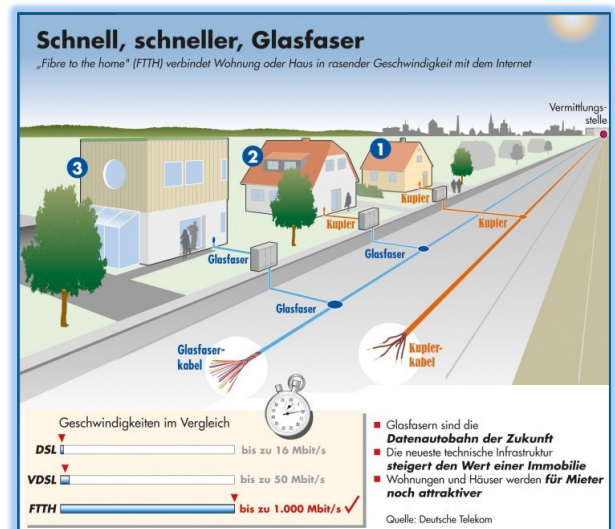 Schnell, schneller, Glasfaser
„Fibre to the home" (FTTH) verbindet Wohnung oder Haus in rasender Geschwindigkeit mit dem Internet
Vermittlungs-
stelle
1
2
3
Kupfer
Kupfer
Kupfer
Glasfaser
Glasfaser
Glasfaser
Glasfaser-
kabel
Kupfer-
kabel
Geschwindigkeiten im Vergleich
DSL bis zu 16 Mbit/s
VDSL bis zu 50 Mbit/s
FTTH bis zu 1.000 Mbit/s
Glasfasern sind die
Datenautobahn der Zukunft
Die neueste technische Infrastruktur
steigert den Wert einer Immobilie
Wohnungen und Häuser werden für Mieter
noch attraktiver
Quelle: Deutsche Telekom